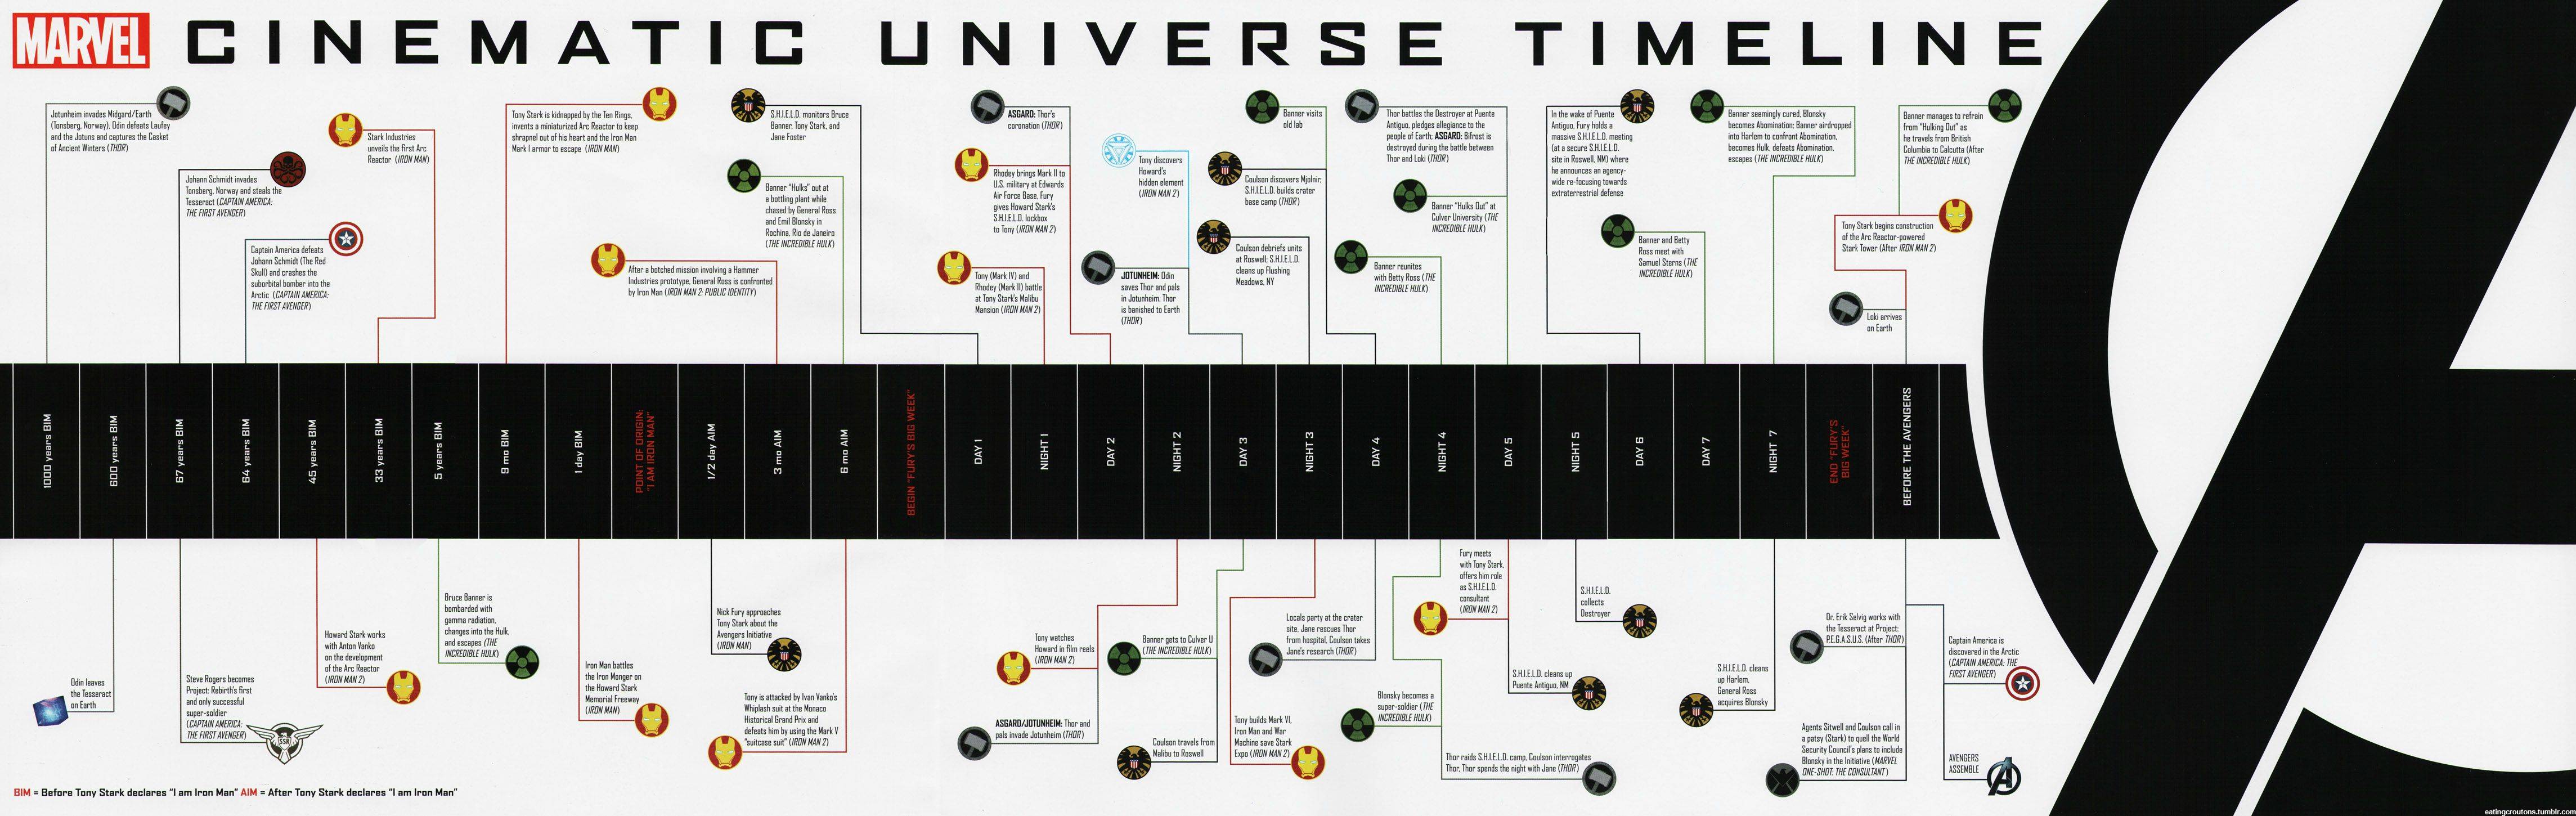 MARVEL CINEMATIC UNIVERSE TIMELINE
Jotunheim invades Midgard/Earth
(Tonsberg, Norway), Odin defeats Laufey
and the Jotuns and captures the Casket
of Ancient Winters (THOR)
Johann Schmidt invades
Tonsberg, Norway and steals the
Tesseract (CAPTAIN AMERICA:
THE FIRST AVENGER)
Captain America defeats
Johann Schmidt (The Red
Skull) and crashes the
suborbital bomber into the
Arctic (CAPTAIN AMERICA:
THE FIRST AVENGER)
Stark Industries
unveils the first Arc
Reactor (IRON MAN)
Tony Stark is kidnapped by the Ten Rings,
invents a miniaturized Arc Reactor to keep
shrapnel out of his heart and the Iron Man
Mark I armor to escape (IRON MAN)
After a botched mission involving a Hammer
Industries prototype, General Ross is confronted
by Iron Man (IRON MAN 2: PUBLIC IDENTITY)
S.H.I.E.L.D. monitors Bruce
Banner, Tony Stark, and
Jane Foster
Banner "Hulks" out at
a bottling plant while
chased by General Ross
and Emil Blonsky in
Rochina, Rio de Janeiro
(THE INCREDIBLE HULK)
ASGARD: Thor's
coronation (THOR)
Rhodey brings Mark II to
U.S. military at Edwards
Air Force Base, Fury
gives Howard Stark's
S.H.I.E.L.D. lockbox
to Tony (IRON MAN 2)
Tony (Mark IV) and
Rhodey (Mark II) battle
at Tony Stark's Malibu
Mansion (IRON MAN 2)
Tony discovers
Howard's
hidden element
(IRON MAN 2)
JOTUNHEIM: Odin
saves Thor and pals
in Jotunheim. Thor
is banished to Earth
(THOR)
Banner visits
old lab
Coulson discovers Mjolnir,
S.H.I.E.L.D. builds crater
base camp (THOR)
Coulson debriefs units
at Roswell; S.H.I.E.L.D.
cleans up Flushing
Meadows, NY
Thor battles the Destroyer at Puente
Antiguo, pledges allegiance to the
people of Earth; ASGARD: Bifrost is
destroyed during the battle between
Thor and Loki (THOR)
Banner "Hulks Out" at
Culver University (THE
INCREDIBLE HULK)
Banner reunites
with Betty Ross (THE
INCREDIBLE HULK)
In the wake of Puente
Antiguo, Fury holds a
massive S.H.I.E.L.D. meeting
(at a secure S.H.I.E.L.D.
site in Roswell, NM) where
he announces an agency-
wide re-focusing towards
extraterrestrial defense
Banner and Betty
Ross meet with
Samuel Sterns (THE
INCREDIBLE HULK)
Banner seemingly cured, Blonsky
becomes Abomination; Banner airdropped
into Harlem to confront Abomination,
becomes Hulk, defeats Abomination,
escapes (THE INCREDIBLE HULK)
Banner manages to refrain
from "Hulking Out" as
he travels from British
Columbia to Calcutta (After
THE INCREDIBLE HULK)
Tony Stark begins construction
of the Arc Reactor-powered
Stark Tower (After IRON MAN 2)
Loki arrives
on Earth
1000 years BIM
600 years BIM
67 years BIM
64 years BIM
45 years BIM
33 years BIM
5 years BIM
9 mo BIM
1 day BIM
POINT OF ORIGIN:
"I AM IRON MAN"
1/2 day AIM
3 mo AIM
6 mo AIM
BEGIN "FURY'S BIG WEEK"
DAY 1
NIGHT 1
DAY 2
NIGHT 2
DAY 3
NIGHT 3
DAY 4
NIGHT 4
DAY 5
NIGHT 5
DAY 6
DAY 7
NIGHT 7
END "FURY'S
BIG WEEK"
BEFORE THE AVENGERS
Odin leaves
the Tesseract
on Earth
Steve Rogers becomes
Project: Rebirth's first
and only successful
super-soldier
(CAPTAIN AMERICA:
THE FIRST AVENGER)
SSR
Howard Stark works
with Anton Vanko
on the development
of the Arc Reactor
(IRON MAN 2)
Bruce Banner is
bombarded with
gamma radiation,
changes into the Hulk,
and escapes (THE
INCREDIBLE HULK)
Iron Man battles
the Iron Monger on
the Howard Stark
Memorial Freeway
(IRON MAN)
Nick Fury approaches
Tony Stark about the
Avengers Initiative
(IRON MAN)
Tony is attacked by Ivan Vanko's
Whiplash suit at the Monaco
Historical Grand Prix and
defeats him by using the Mark V
"suitcase suit" (IRON MAN 2)
Tony watches
Howard in film reels
(IRON MAN 2)
ASGARD/JOTUNHEIM: Thor and
pals invade Jotunheim (THOR)
Banner gets to Culver U
(THE INCREDIBLE HULK)
Coulson travels from
Malibu to Roswell
Tony builds Mark VI,
Iron Man and War
Machine save Stark
Expo (IRON MAN 2)
Locals party at the crater
site, Jane rescues Thor
from hospital, Coulson takes
Jane's research (THOR)
Blonsky becomes a
super-soldier (THE
INCREDIBLE HULK)
Thor raids S.H.I.E.L.D. camp, Coulson interrogates
Thor, Thor spends the night with Jane (THOR)
Fury meets
with Tony Stark,
offers him role
as S.H.I.E.L.D.
consultant
(IRON MAN 2)
S.H.I.E.L.D. cleans up
Puente Antiguo, NM
S.H.I.E.L.D.
collects
Destroyer
S.H.I.E.L.D. cleans
up Harlem,
General Ross
acquires Blonsky
Dr. Erik Selvig works with
the Tesseract at Project:
P.E.G.A.S.U.S. (After THOR)
Agents Sitwell and Coulson call in
a patsy (Stark) to quell the World
Security Council's plans to include
Blonsky in the Initiative (MARVEL
ONE-SHOT: THE CONSULTANT)
Captain America is
discovered in the Arctic
(CAPTAIN AMERICA: THE
FIRST AVENGER)
AVENGERS
ASSEMBLE
BIM = Before Tony Stark declares "I am Iron Man" AIM = After Tony Stark declares "I am Iron Man"
eatingcroutons.tumblr.com